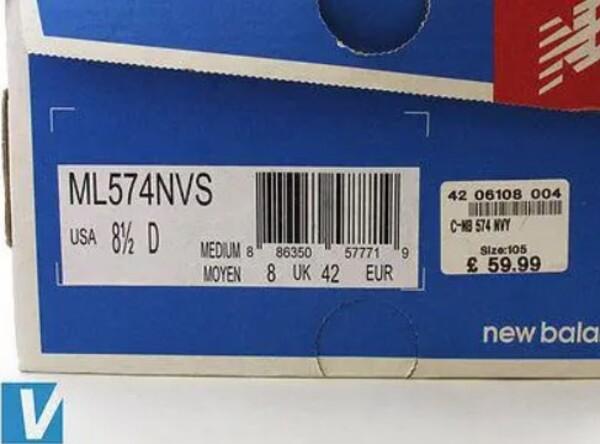 ML574NVS
USA 8½ D
MEDIUM
8 86350 57771 9
MOYEN 8 UK 42 EUR
42 06108 004
C-NB 574 NVY
Size:105
£ 59.99
new bala
V